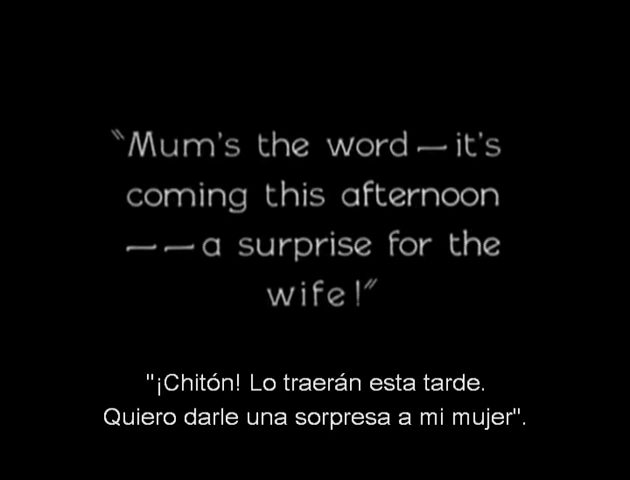 “Mum's the word — it's
coming this afternoon
— — a surprise for the
wife!”
"¡Chitón! Lo traerán esta tarde.
Quiero darle una sorpresa a mi mujer".